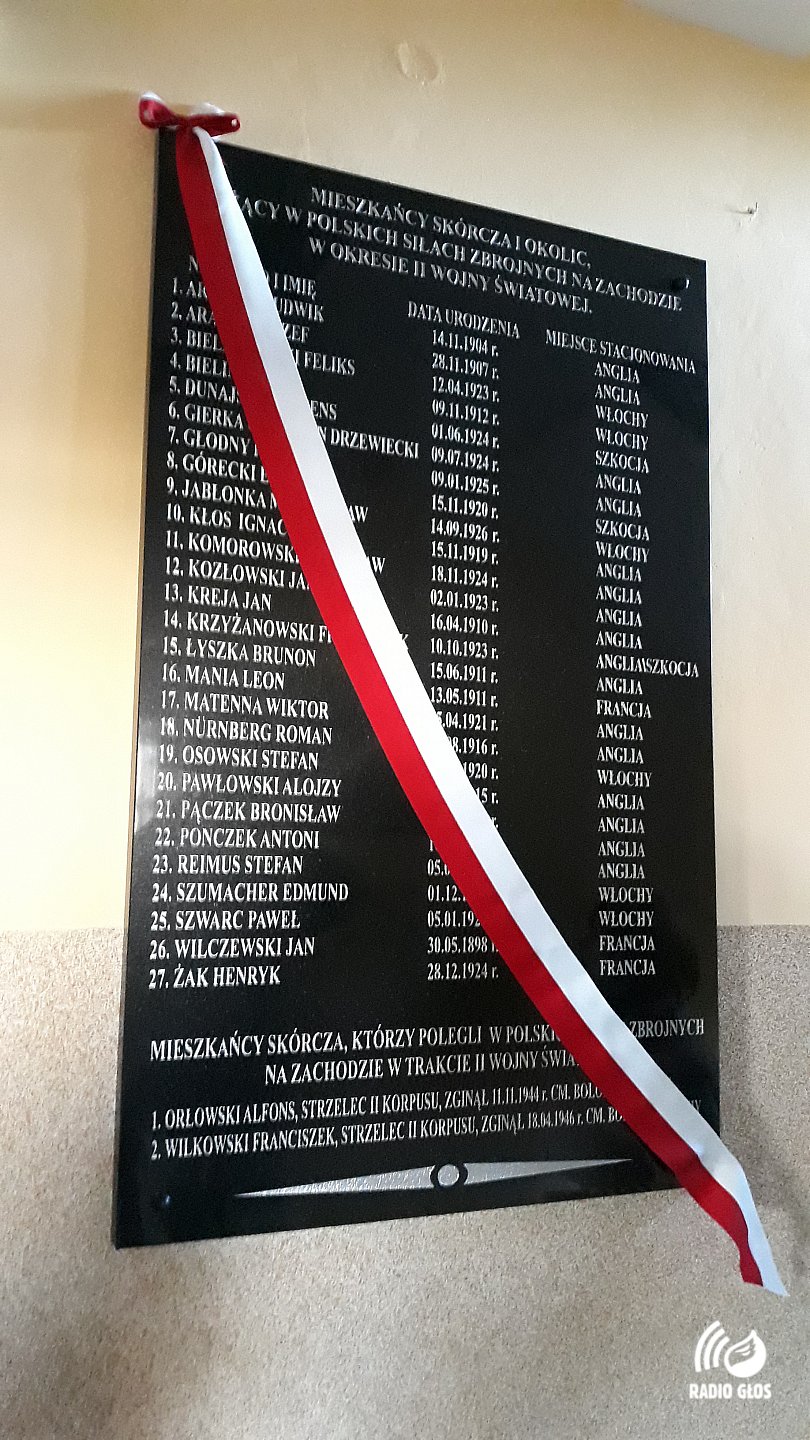 MIESZKAŃCY SKÓRCZA I OKOLIC,
W POLSKICH SIŁACH ZBROJNYCH NA ZACHODZIE
W OKRESIE II WOJNY ŚWIATOWEJ.
I IMIĘ DATA URODZENIA MIEJSCE STACJONOWANIA
1. 14.11.1904 r. ANGLIA
2. 28.11.1907 r. ANGLIA
3. FELIKS 12.04.1923 r. WŁOCHY
4. 09.11.1912 r. WŁOCHY
5. 01.06.1924 r. SZKOCJA
6. GIERKA DRZEWIECKI 09.07.1924 r. ANGLIA
7. GŁODNY 09.01.1925 r. ANGLIA
8. GÓRECKI 15.11.1920 r. SZKOCJA
9. JABŁONKA 14.09.1926 r. WŁOCHY
10. KŁOS 15.11.1919 r. ANGLIA
11. KOMOROWSKI 18.11.1924 r. ANGLIA
12. KOZŁOWSKI 02.01.1923 r. ANGLIA
13. KREJA JAN 16.04.1910 r. ANGLIA
14. KRZYŻANOWSKI 10.10.1923 r. ANGLIA\SZKOCJA
15. ŁYSZKA BRUNON 15.06.1911 r. ANGLIA
16. MANIA LEON 13.05.1911 r. FRANCJA
17. MATENNA WIKTOR .04.1921 r. ANGLIA
18. NÜRNBERG ROMAN .1916 r. ANGLIA
19. OSOWSKI STEFAN 1920 r. WŁOCHY
20. PAWŁOWSKI ALOJZY r. ANGLIA
21. PĄCZEK BRONISŁAW r. ANGLIA
22. PONCZEK ANTONI ANGLIA
23. REIMUS STEFAN 05. ANGLIA
24. SZUMACHER EDMUND 01.12. WŁOCHY
25. SZWARC PAWEŁ 05.01. WŁOCHY
26. WILCZEWSKI JAN 30.05.1898 r. FRANCJA
27. ŻAK HENRYK 28.12.1924 r. FRANCJA
MIESZKAŃCY SKÓRCZA, KTÓRZY POLEGLI W ZBROJNYCH
NA ZACHODZIE W TRAKCIE II WOJNY
1. ORŁOWSKI ALFONS, STRZELEC II KORPUSU, ZGINĄŁ 11.11.1944 r. CM.
2. WILKOWSKI FRANCISZEK, STRZELEC II KORPUSU, ZGINĄŁ 18.04.1946 r. CM.
RADIO GŁOS